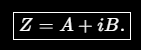 Z = A + iB.